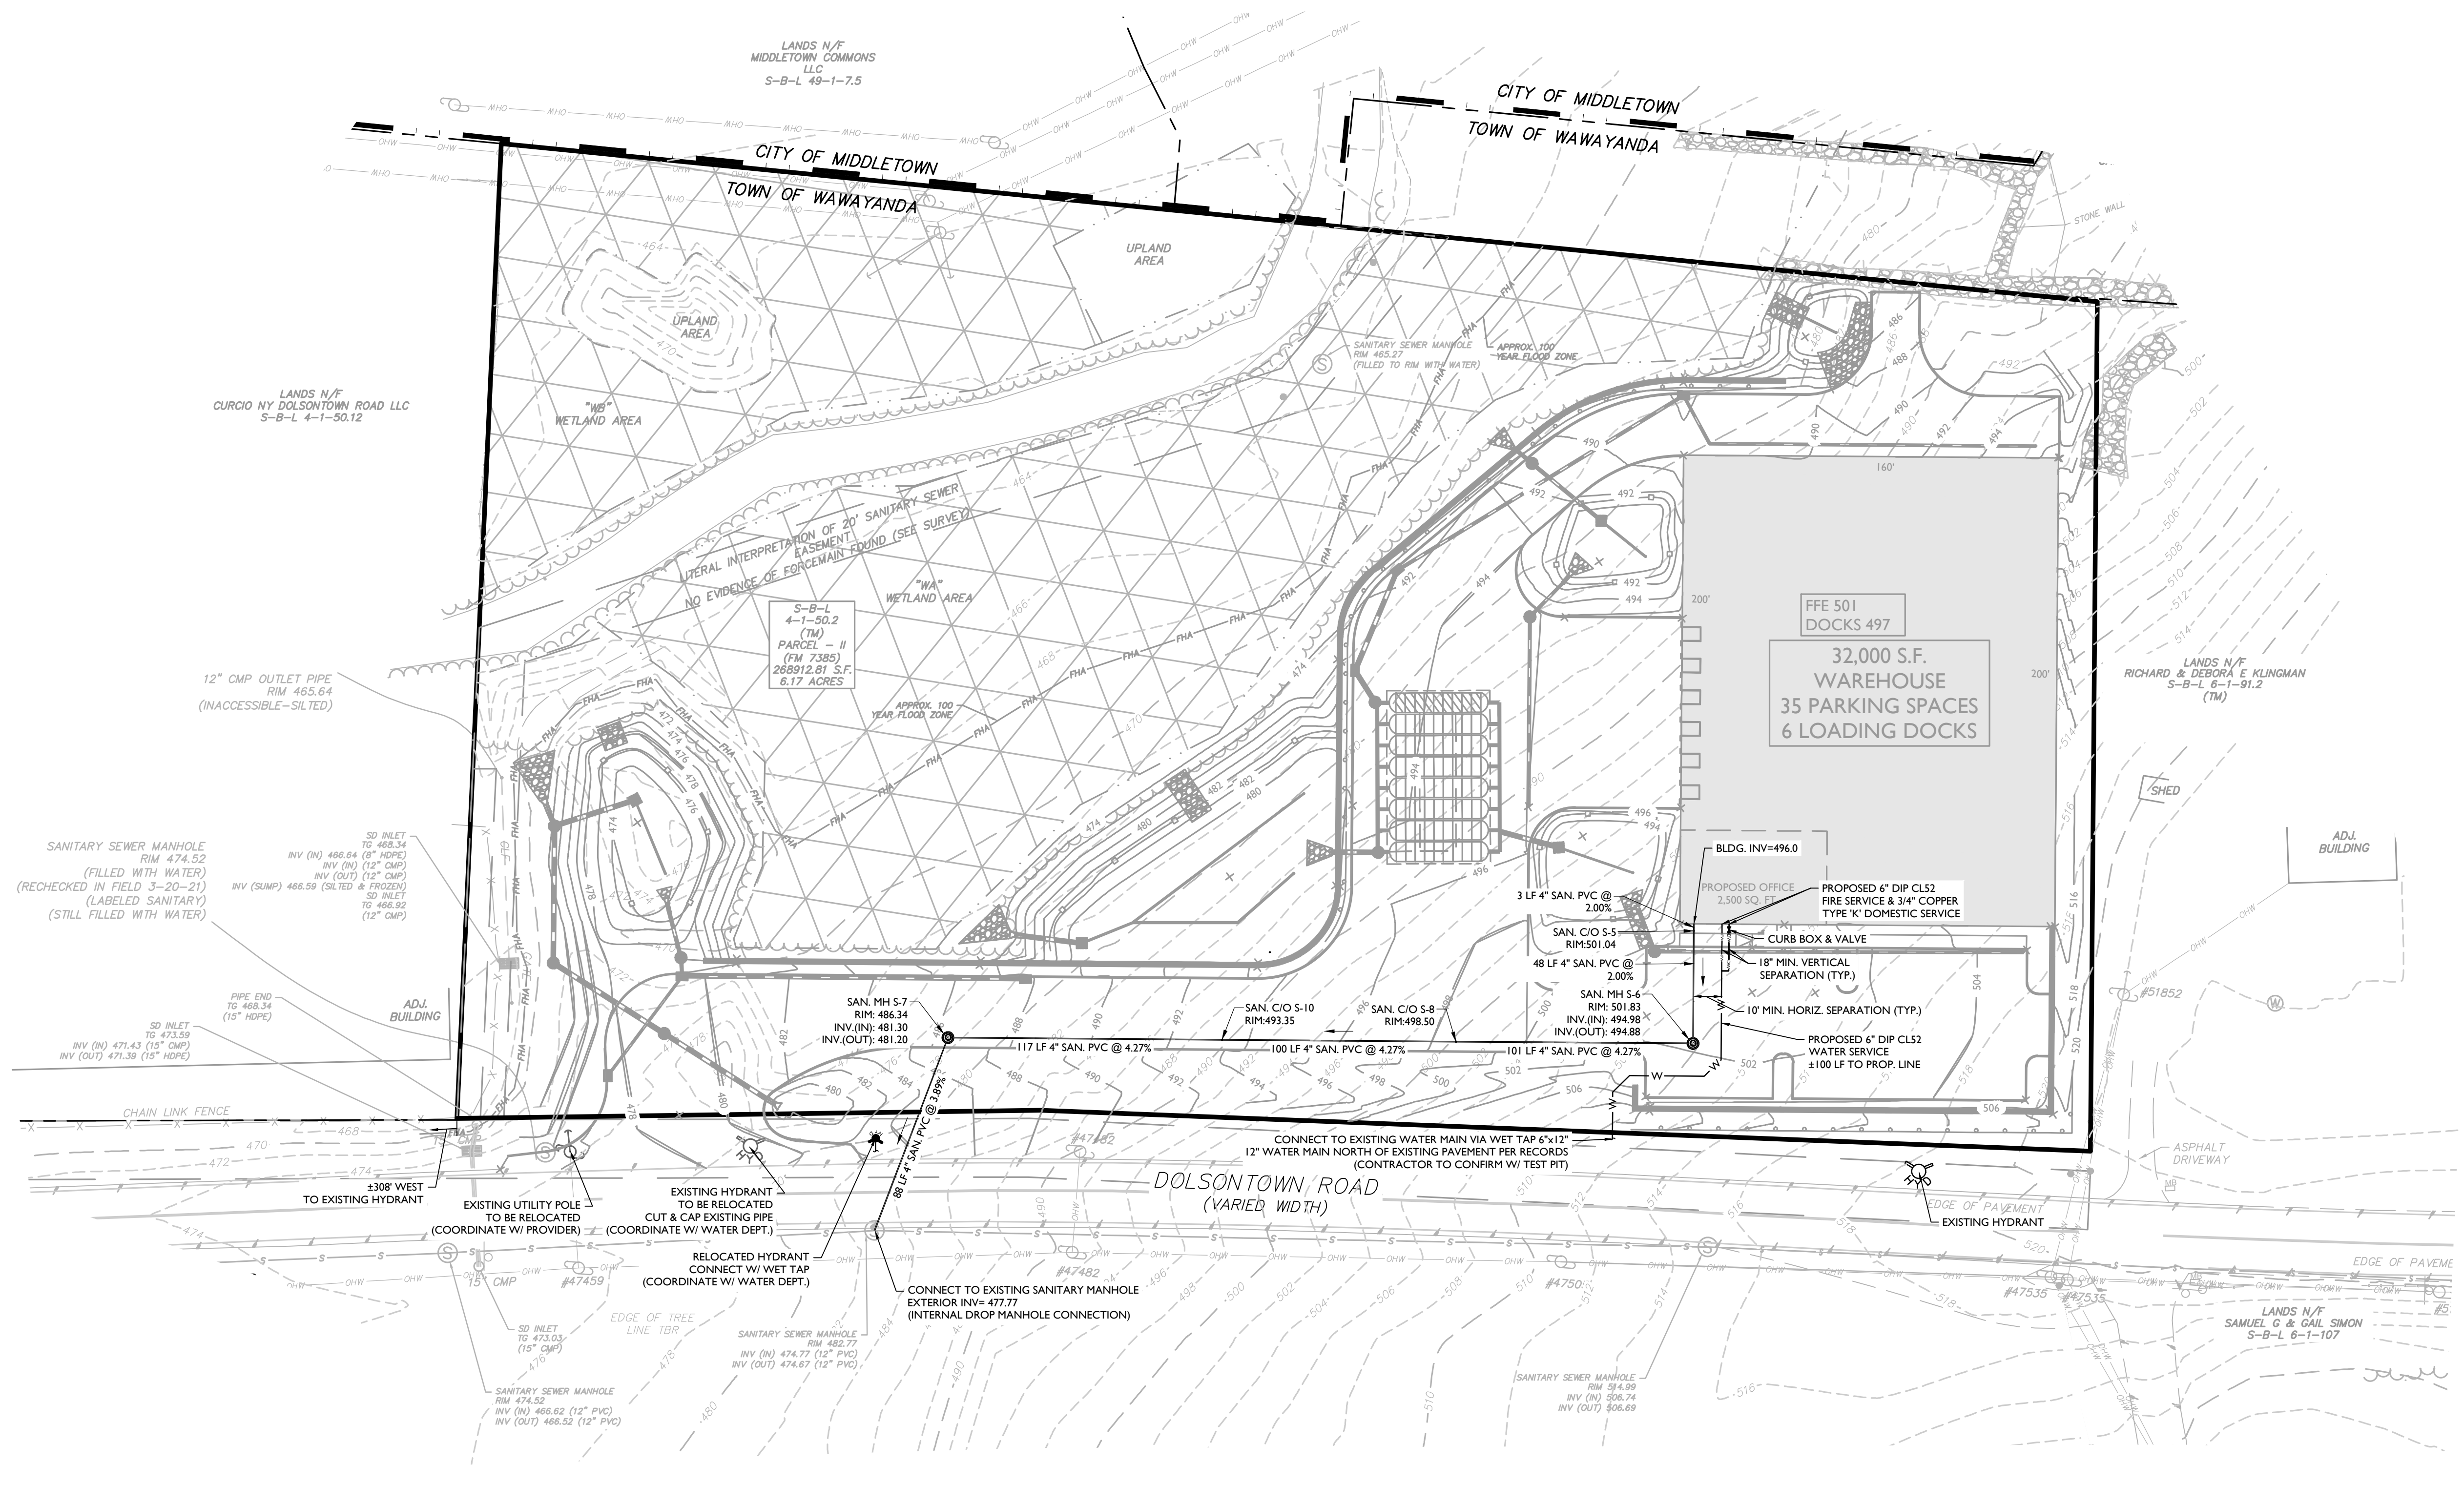 LANDS N/F
MIDDLETOWN COMMONS
LLC
S-B-L 49-1-7.5
CITY OF MIDDLETOWN
TOWN OF WAWAYANDA
CITY OF MIDDLETOWN
TOWN OF WAWAYANDA
STONE WALL
UPLAND
AREA
UPLAND
AREA
"WB"
WETLAND AREA
SANITARY SEWER MANHOLE
RIM 465.27
(FILLED TO RIM WITH WATER)
APPROX. 100
YEAR FLOOD ZONE
LANDS N/F
CURCIO NY DOLSONTOWN ROAD LLC
S-B-L 4-1-50.12
LITERAL INTERPRETATION OF 20' SANITARY SEWER
EASEMENT
NO EVIDENCE OF FORCEMAIN FOUND (SEE SURVEY)
"WA"
WETLAND AREA
S-B-L
4-1-50.2
(TM)
PARCEL - II
(FM 7385)
268912.81 S.F.
6.17 ACRES
APPROX. 100
YEAR FLOOD ZONE
160'
200'
200'
FFE 501
DOCKS 497
32,000 S.F.
WAREHOUSE
35 PARKING SPACES
6 LOADING DOCKS
LANDS N/F
RICHARD & DEBORA E KLINGMAN
S-B-L 6-1-91.2
(TM)
SHED
ADJ.
BUILDING
12" CMP OUTLET PIPE
RIM 465.64
(INACCESSIBLE-SILTED)
SANITARY SEWER MANHOLE
RIM 474.52
(FILLED WITH WATER)
(RECHECKED IN FIELD 3-20-21)
(LABELED SANITARY)
(STILL FILLED WITH WATER)
SD INLET
TG 468.34
INV (IN) 466.64 (8" HDPE)
INV (IN) (12" CMP)
INV (OUT) (12" CMP)
INV (SUMP) 466.59 (SILTED & FROZEN)
SD INLET
TG 466.92
(12" CMP)
PIPE END
TG 468.34
(15" HDPE)
SD INLET
TG 473.59
INV (IN) 471.43 (15" CMP)
INV (OUT) 471.39 (15" HDPE)
ADJ.
BUILDING
CHAIN LINK FENCE
BLDG. INV=496.0
PROPOSED OFFICE
2,500 SQ. FT.
PROPOSED 6" DIP CL52
FIRE SERVICE & 3/4" COPPER
TYPE 'K' DOMESTIC SERVICE
3 LF 4" SAN. PVC @
2.00%
SAN. C/O S-5
RIM:501.04
48 LF 4" SAN. PVC @
2.00%
CURB BOX & VALVE
18" MIN. VERTICAL
SEPARATION (TYP.)
SAN. MH S-6
RIM: 501.83
INV.(IN): 494.98
INV.(OUT): 494.88
10' MIN. HORIZ. SEPARATION (TYP.)
PROPOSED 6" DIP CL52
WATER SERVICE
±100 LF TO PROP. LINE
SAN. MH S-7
RIM: 486.34
INV.(IN): 481.30
INV.(OUT): 481.20
SAN. C/O S-10
RIM:493.35
SAN. C/O S-8
RIM:498.50
117 LF 4" SAN. PVC @ 4.27%
100 LF 4" SAN. PVC @ 4.27%
101 LF 4" SAN. PVC @ 4.27%
88 LF 4" SAN. PVC @ 3.89%
CONNECT TO EXISTING WATER MAIN VIA WET TAP 6"x12"
12" WATER MAIN NORTH OF EXISTING PAVEMENT PER RECORDS
(CONTRACTOR TO CONFIRM W/ TEST PIT)
DOLSONTOWN ROAD
(VARIED WIDTH)
±308' WEST
TO EXISTING HYDRANT
EXISTING UTILITY POLE
TO BE RELOCATED
(COORDINATE W/ PROVIDER)
EXISTING HYDRANT
TO BE RELOCATED
CUT & CAP EXISTING PIPE
(COORDINATE W/ WATER DEPT.)
RELOCATED HYDRANT
CONNECT W/ WET TAP
(COORDINATE W/ WATER DEPT.)
CONNECT TO EXISTING SANITARY MANHOLE
EXTERIOR INV= 477.77
(INTERNAL DROP MANHOLE CONNECTION)
EXISTING HYDRANT
#51852
ASPHALT
DRIVEWAY
EDGE OF PAVEMENT
#47482
#47482
#47459
15" CMP
#47535
#47535
SD INLET
TG 473.03
(15" CMP)
EDGE OF TREE
LINE TBR
SANITARY SEWER MANHOLE
RIM 482.77
INV (IN) 474.77 (12" PVC)
INV (OUT) 474.67 (12" PVC)
SANITARY SEWER MANHOLE
RIM 474.52
INV (IN) 466.62 (12" PVC)
INV (OUT) 466.52 (12" PVC)
SANITARY SEWER MANHOLE
RIM 514.99
INV (IN) 506.74
INV (OUT) 506.69
LANDS N/F
SAMUEL G & GAIL SIMON
S-B-L 6-1-107